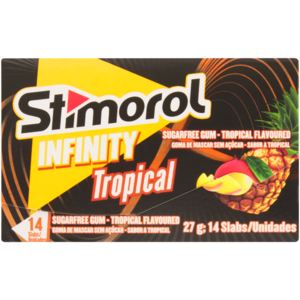 Stimorol
INFINITY
Tropical
SUGARFREE GUM • TROPICAL FLAVOURED
GOMA DE MASCAR SEM AÇÚCAR • SABOR A TROPICAL
14
Slabs/
SUGARFREE GUM • TROPICAL FLAVOURED
GOMA DE MASCAR SEM AÇÚCAR • SABOR A TROPICAL
27 g; 14 Slabs/Unidades